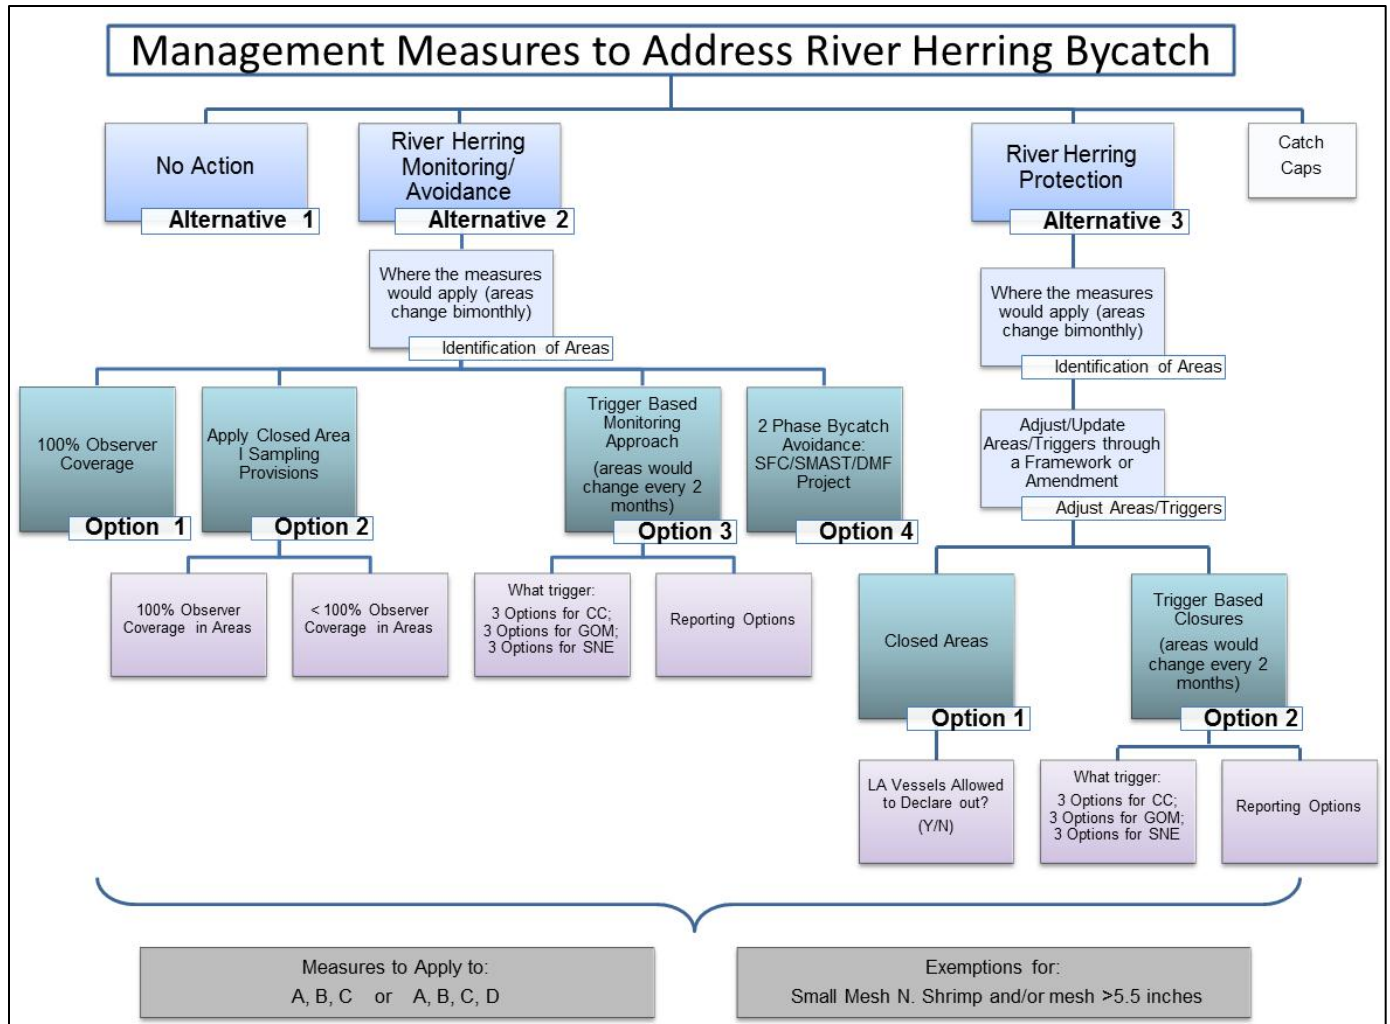 Management Measures to Address River Herring Bycatch
No Action
Alternative 1
River Herring
Monitoring/
Avoidance
Alternative 2
River Herring
Protection
Alternative 3
Catch
Caps
Where the measures
would apply (areas
change bimonthly)
Identification of Areas
Where the measures
would apply (areas
change bimonthly)
Identification of Areas
100% Observer
Coverage
Option 1
Apply Closed Area
I Sampling
Provisions
Option 2
Trigger Based
Monitoring
Approach
(areas would
change every 2
months)
Option 3
2 Phase Bycatch
Avoidance:
SFC/SMAST/DMF
Project
Option 4
Adjust/Update
Areas/Triggers through
a Framework or
Amendment
Adjust Areas/Triggers
100% Observer
Coverage in Areas
< 100% Observer
Coverage in Areas
What trigger:
3 Options for CC;
3 Options for GOM;
3 Options for SNE
Reporting Options
Closed Areas
Option 1
Trigger Based
Closures
(areas would
change every 2
months)
Option 2
LA Vessels Allowed
to Declare out?
(Y/N)
What trigger:
3 Options for CC;
3 Options for GOM;
3 Options for SNE
Reporting Options
Measures to Apply to:
A, B, C or A, B, C, D
Exemptions for:
Small Mesh N. Shrimp and/or mesh >5.5 inches